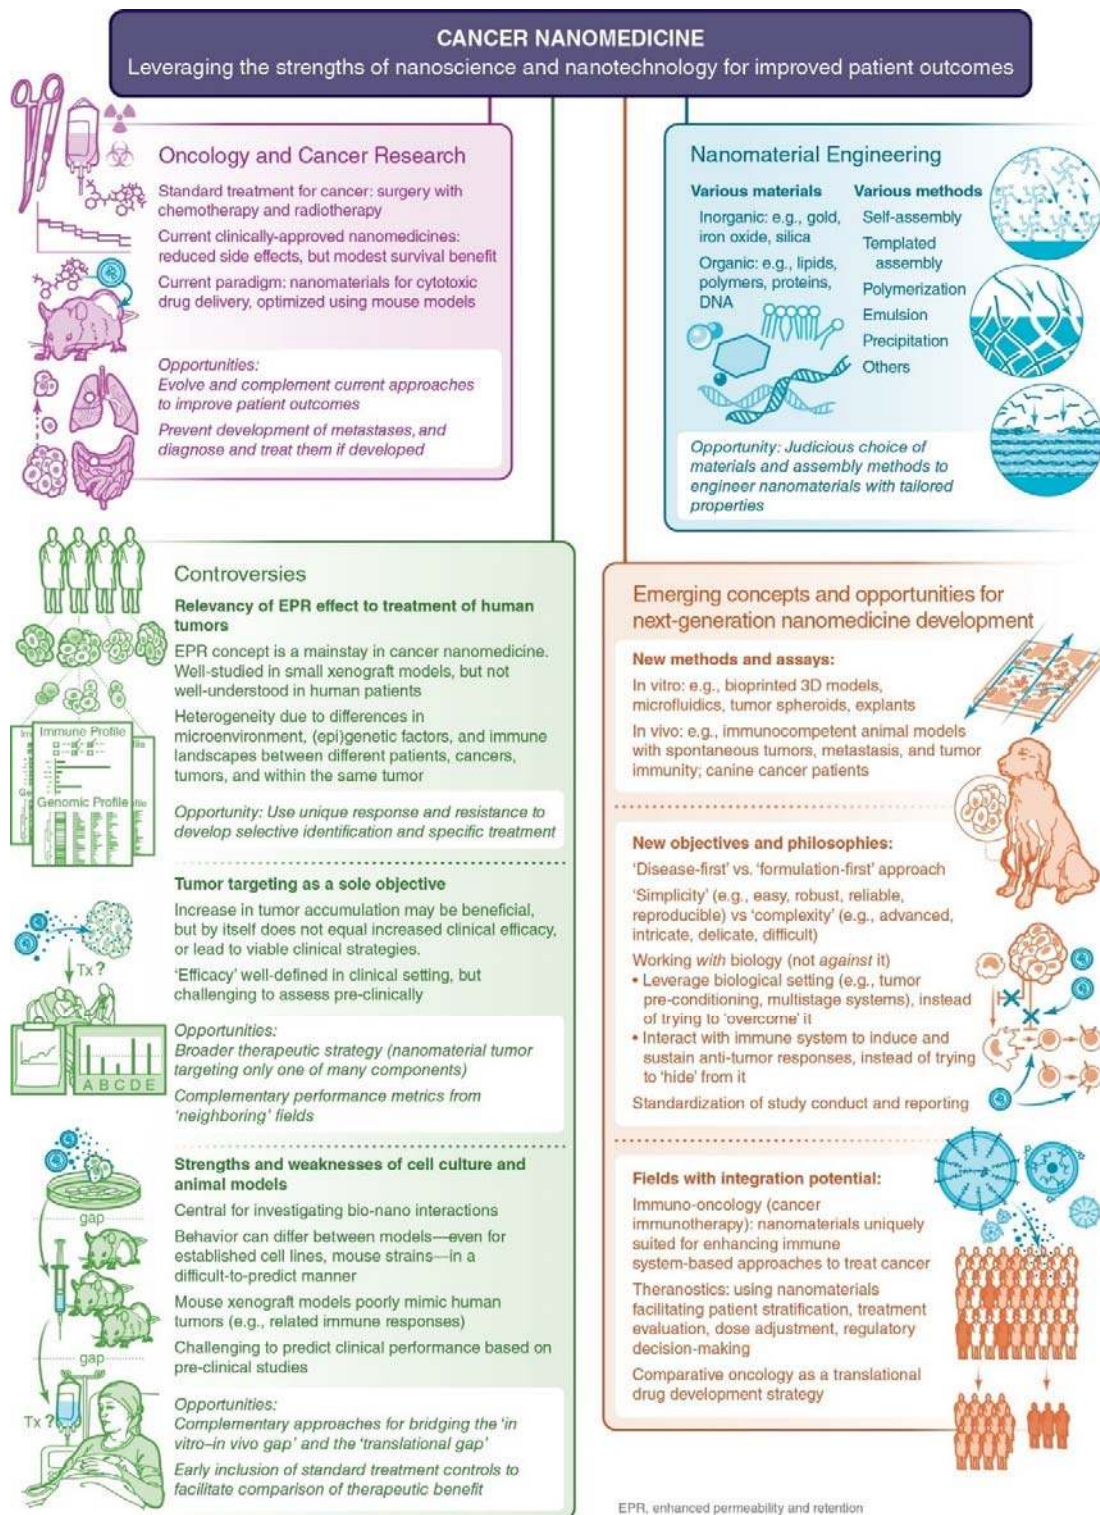 CANCER NANOMEDICINE
Leveraging the strengths of nanoscience and nanotechnology for improved patient outcomes
Oncology and Cancer Research
Standard treatment for cancer: surgery with
chemotherapy and radiotherapy
Current clinically-approved nanomedicines:
reduced side effects, but modest survival benefit
Current paradigm: nanomaterials for cytotoxic
drug delivery, optimized using mouse models
Opportunities:
Evolve and complement current approaches
to improve patient outcomes
Prevent development of metastases, and
diagnose and treat them if developed
Nanomaterial Engineering
Various materials
Inorganic: e.g., gold,
iron oxide, silica
Organic: e.g., lipids,
polymers, proteins,
DNA
Various methods
Self-assembly
Templated
assembly
Polymerization
Emulsion
Precipitation
Others
Opportunity: Judicious choice of
materials and assembly methods to
engineer nanomaterials with tailored
properties
Controversies
Relevancy of EPR effect to treatment of human
tumors
EPR concept is a mainstay in cancer nanomedicine.
Well-studied in small xenograft models, but not
well-understood in human patients
Heterogeneity due to differences in
microenvironment, (epi)genetic factors, and immune
landscapes between different patients, cancers,
tumors, and within the same tumor
Opportunity: Use unique response and resistance to
develop selective identification and specific treatment
Immune Profile
Genomic Profile
Tumor targeting as a sole objective
Increase in tumor accumulation may be beneficial,
but by itself does not equal increased clinical efficacy,
or lead to viable clinical strategies.
'Efficacy' well-defined in clinical setting, but
challenging to assess pre-clinically
Opportunities:
Broader therapeutic strategy (nanomaterial tumor
targeting only one of many components)
Complementary performance metrics from
'neighboring' fields
Tx ?
A B C D E
Strengths and weaknesses of cell culture and
animal models
Central for investigating bio-nano interactions
Behavior can differ between models—even for
established cell lines, mouse strains—in a
difficult-to-predict manner
Mouse xenograft models poorly mimic human
tumors (e.g., related immune responses)
Challenging to predict clinical performance based on
pre-clinical studies
Opportunities:
Complementary approaches for bridging the 'in
vitro–in vivo gap' and the 'translational gap'
Early inclusion of standard treatment controls to
facilitate comparison of therapeutic benefit
gap
gap
Tx ?
Emerging concepts and opportunities for
next-generation nanomedicine development
New methods and assays:
In vitro: e.g., bioprinted 3D models,
microfluidics, tumor spheroids, explants
In vivo: e.g., immunocompetent animal models
with spontaneous tumors, metastasis, and tumor
immunity; canine cancer patients
New objectives and philosophies:
'Disease-first' vs. 'formulation-first' approach
'Simplicity' (e.g., easy, robust, reliable,
reproducible) vs 'complexity' (e.g., advanced,
intricate, delicate, difficult)
Working with biology (not against it)
• Leverage biological setting (e.g., tumor
pre-conditioning, multistage systems), instead
of trying to 'overcome' it
• Interact with immune system to induce and
sustain anti-tumor responses, instead of trying
to 'hide' from it
Standardization of study conduct and reporting
Fields with integration potential:
Immuno-oncology (cancer
immunotherapy): nanomaterials uniquely
suited for enhancing immune
system-based approaches to treat cancer
Theranostics: using nanomaterials
facilitating patient stratification, treatment
evaluation, dose adjustment, regulatory
decision-making
Comparative oncology as a translational
drug development strategy
EPR, enhanced permeability and retention